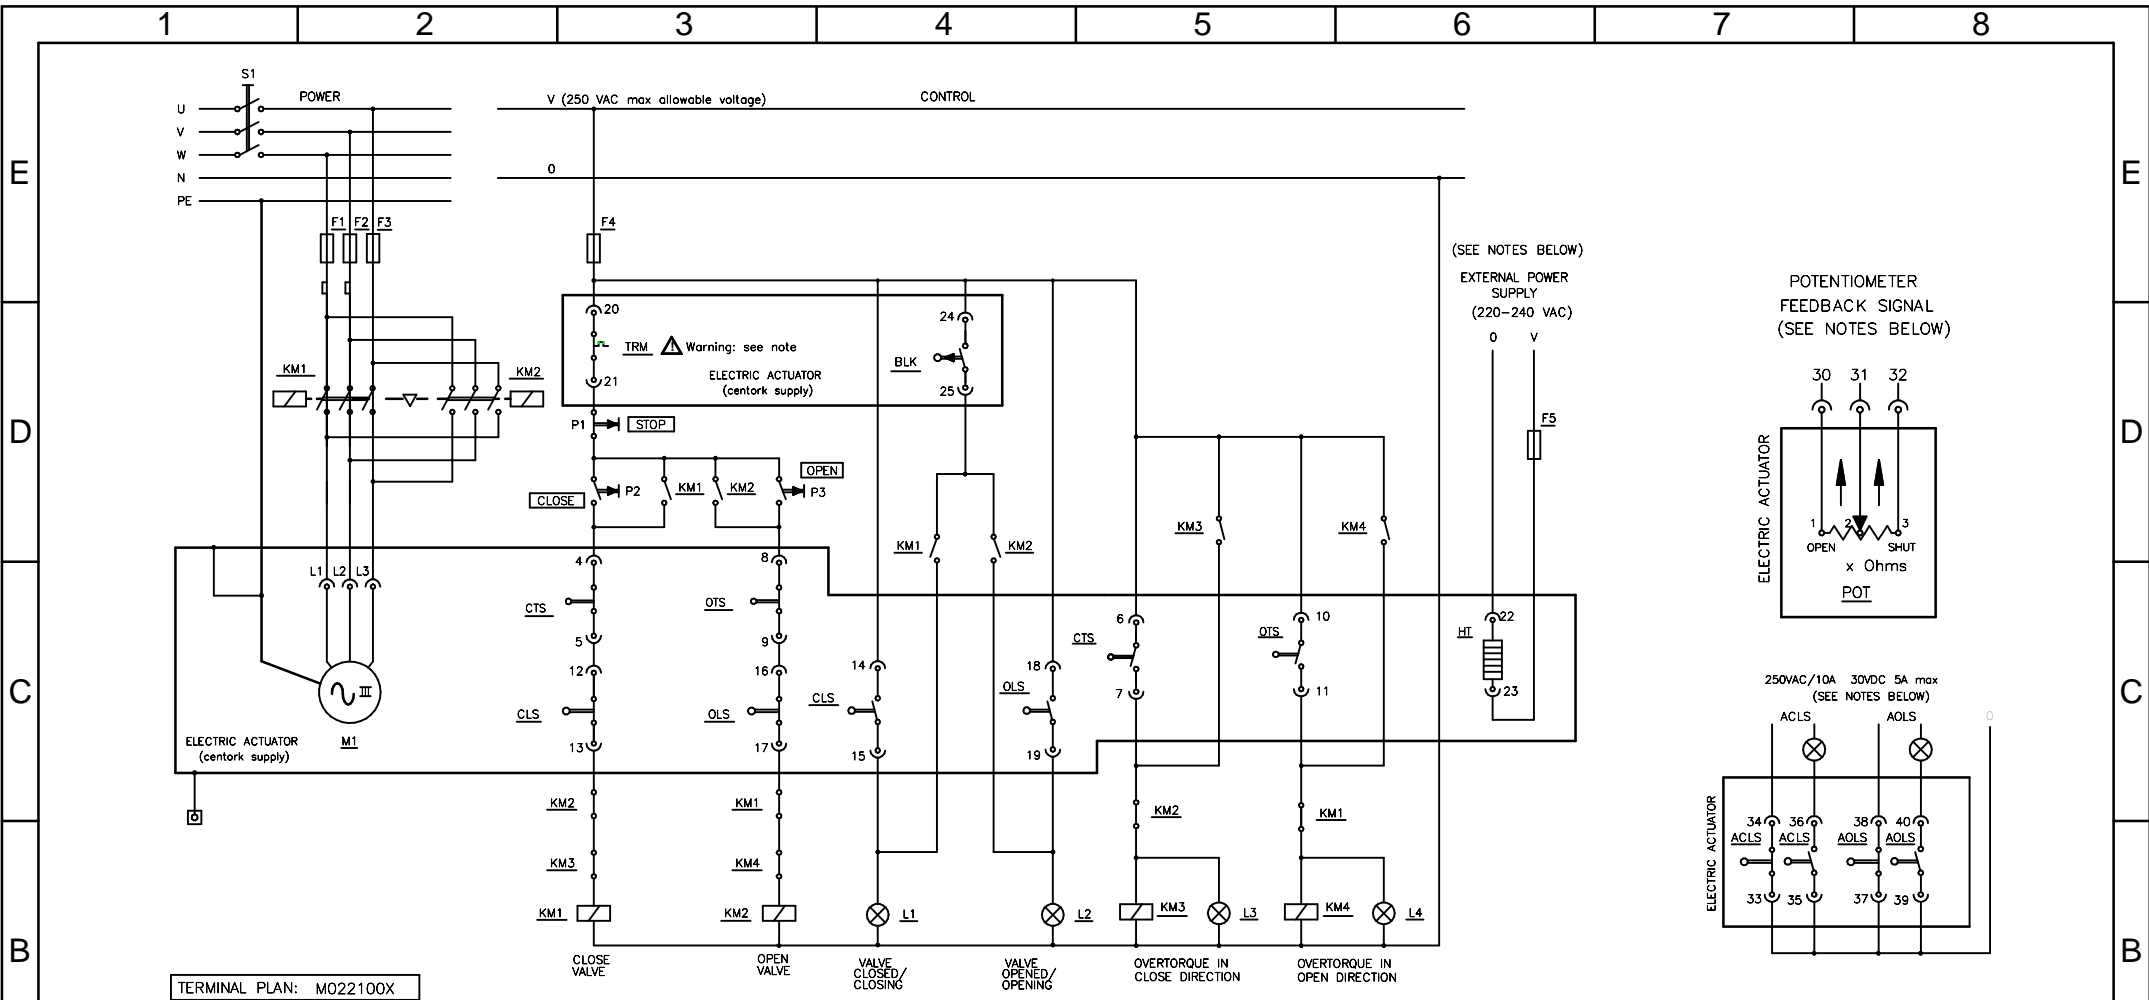 1 2 3 4 5 6 7 8
S1
POWER
V (250 VAC max allowable voltage)
CONTROL
U
V
W
N
O
PE
E E
F1 F2 F3
F4
(SEE NOTES BELOW)
EXTERNAL POWER
SUPPLY
(220-240 VAC)
O V
POTENTIOMETER
FEEDBACK SIGNAL
(SEE NOTES BELOW)
20
TRM
Warning: see note
21
ELECTRIC ACTUATOR
(centork supply)
24
BLK
25
KM1
KM2
30 31 32
D D
P1
STOP
F5
OPEN
P2
KM1
KM2
P3
CLOSE
ELECTRIC ACTUATOR
1 2 3
OPEN SHUT
x Ohms
POT
KM1
KM2
KM3
KM4
L1 L2 L3
4
8
CTS
OTS
5
9
12
16
CLS
OLS
13
17
14
CLS
15
18
OLS
19
6
CTS
7
10
OTS
11
22
HT
23
C C
III
M1
ELECTRIC ACTUATOR
(centork supply)
250VAC/10A 30VDC 5A max
(SEE NOTES BELOW)
ACLS AOLS O
KM2
KM1
KM2
KM1
ELECTRIC ACTUATOR
34 36 38 40
ACLS ACLS AOLS AOLS
33 35 37 39
KM3
KM4
KM1
KM2
L1
L2
KM3
L3
KM4
L4
B B
CLOSE
VALVE
OPEN
VALVE
VALVE
CLOSED/
CLOSING
VALVE
OPENED/
OPENING
OVERTORQUE IN
CLOSE DIRECTION
OVERTORQUE IN
OPEN DIRECTION
TERMINAL PLAN: M022100X